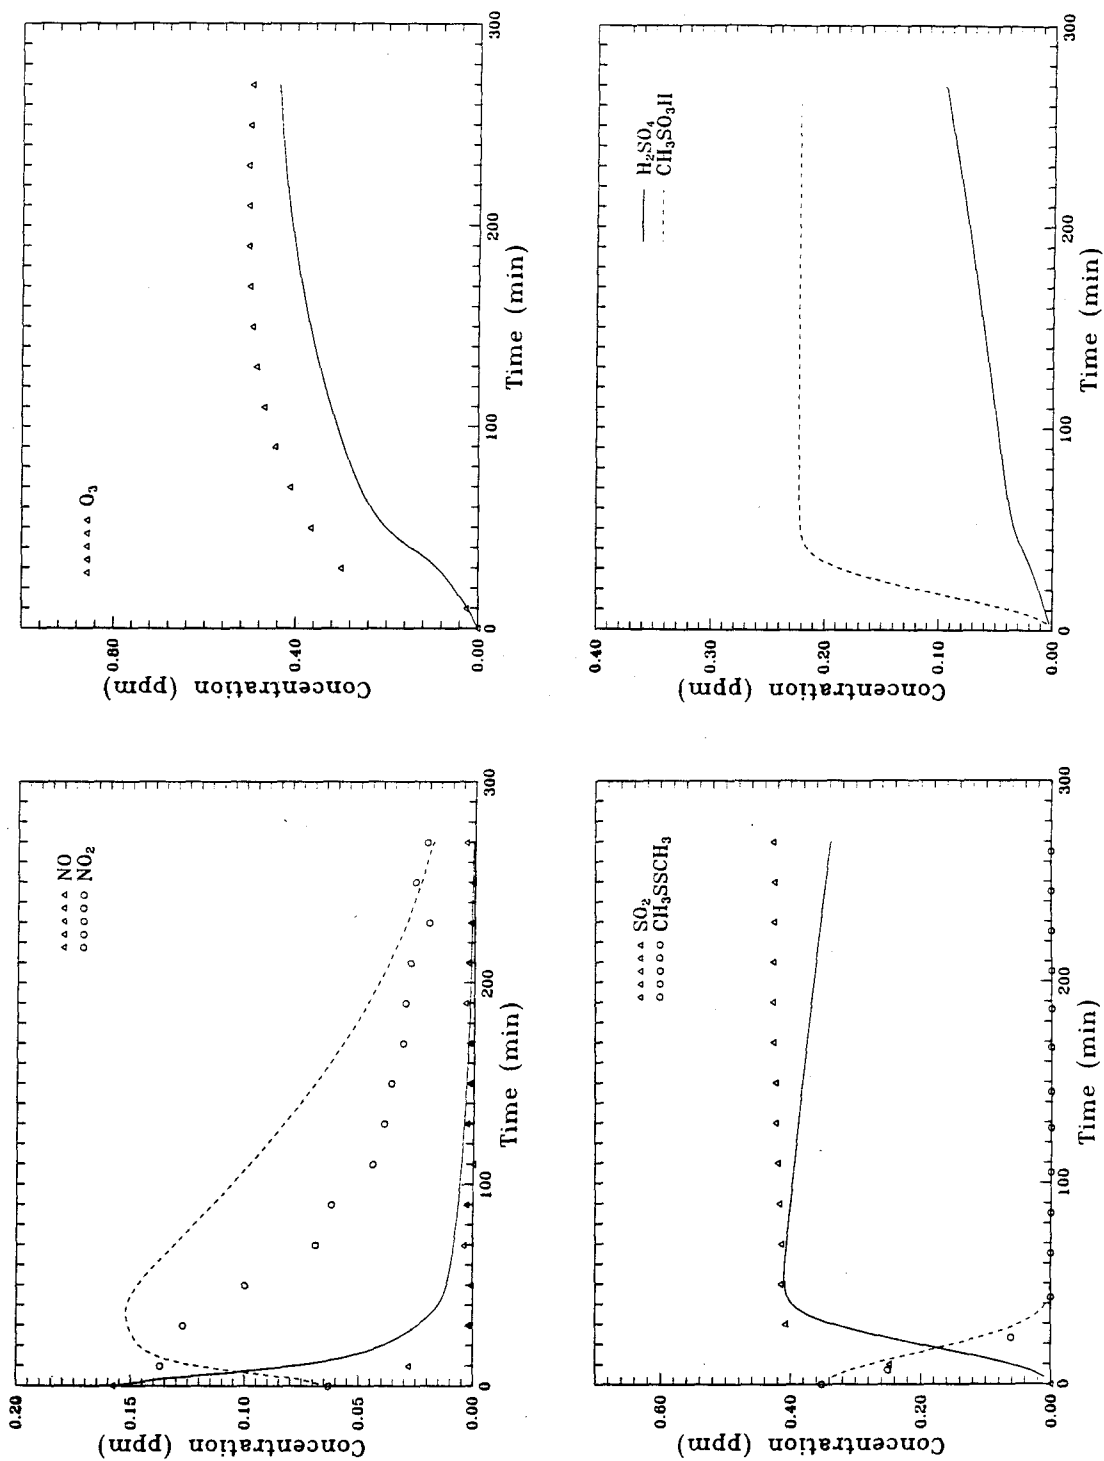 Concentration (ppm)
0.20
0.15
0.10
0.05
0.00
NO
NO₂
0
100
200
300
Time (min)
Concentration (ppm)
0.80
0.40
0.00
O₃
0
100
200
300
Time (min)
Concentration (ppm)
0.60
0.40
0.20
0.00
SO₂
CH₃SSCH₃
0
100
200
300
Time (min)
Concentration (ppm)
0.40
0.30
0.20
0.10
0.00
H₂SO₄
CH₃SO₃H
0
100
200
300
Time (min)